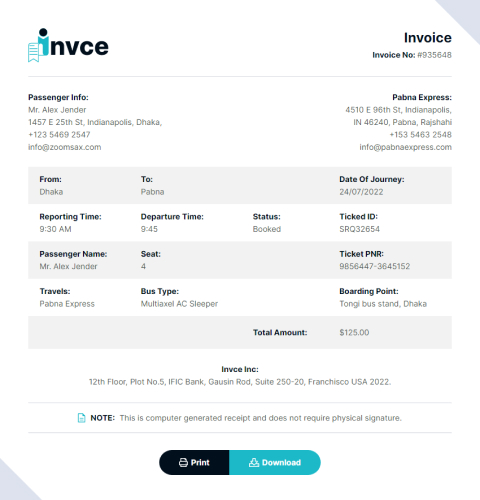 invce
Invoice
Invoice No: #935648
Passenger Info:
Mr. Alex Jender
1457 E 25th St, Indianapolis, Dhaka,
+123 5469 2547
info@zoomsax.com
Pabna Express:
4510 E 96th St, Indianapolis,
IN 46240, Pabna, Rajshahi
+153 5463 2548
info@pabnaexpress.com
From: To: Date Of Journey:
Dhaka Pabna 24/07/2022
Reporting Time: Departure Time: Status: Ticked ID:
9:30 AM 9:45 Booked SRQ32654
Passenger Name: Seat: Ticket PNR:
Mr. Alex Jender 4 9856447-3645152
Travels: Bus Type: Boarding Point:
Pabna Express Multiaxel AC Sleeper Tongi bus stand, Dhaka
Total Amount: $125.00
Invce Inc:
12th Floor, Plot No.5, IFIC Bank, Gausin Rod, Suite 250-20, Franchisco USA 2022.
NOTE: This is computer generated receipt and does not require physical signature.
Print Download